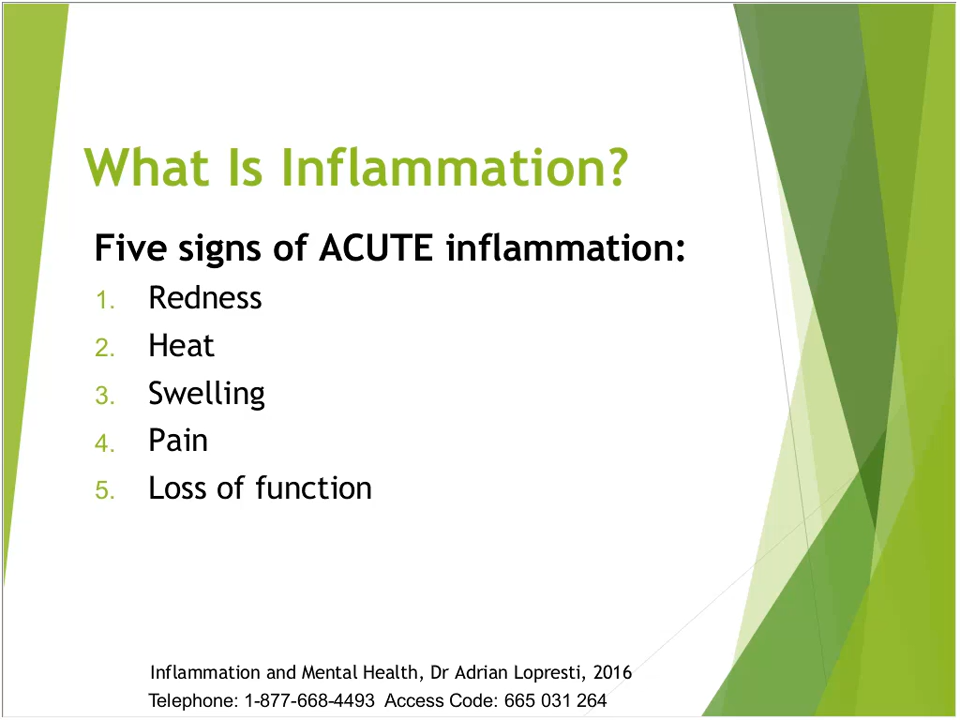 What Is Inflammation?
Five signs of ACUTE inflammation:
1. Redness
2. Heat
3. Swelling
4. Pain
5. Loss of function
Inflammation and Mental Health, Dr Adrian Lopresti, 2016
Telephone: 1-877-668-4493 Access Code: 665 031 264